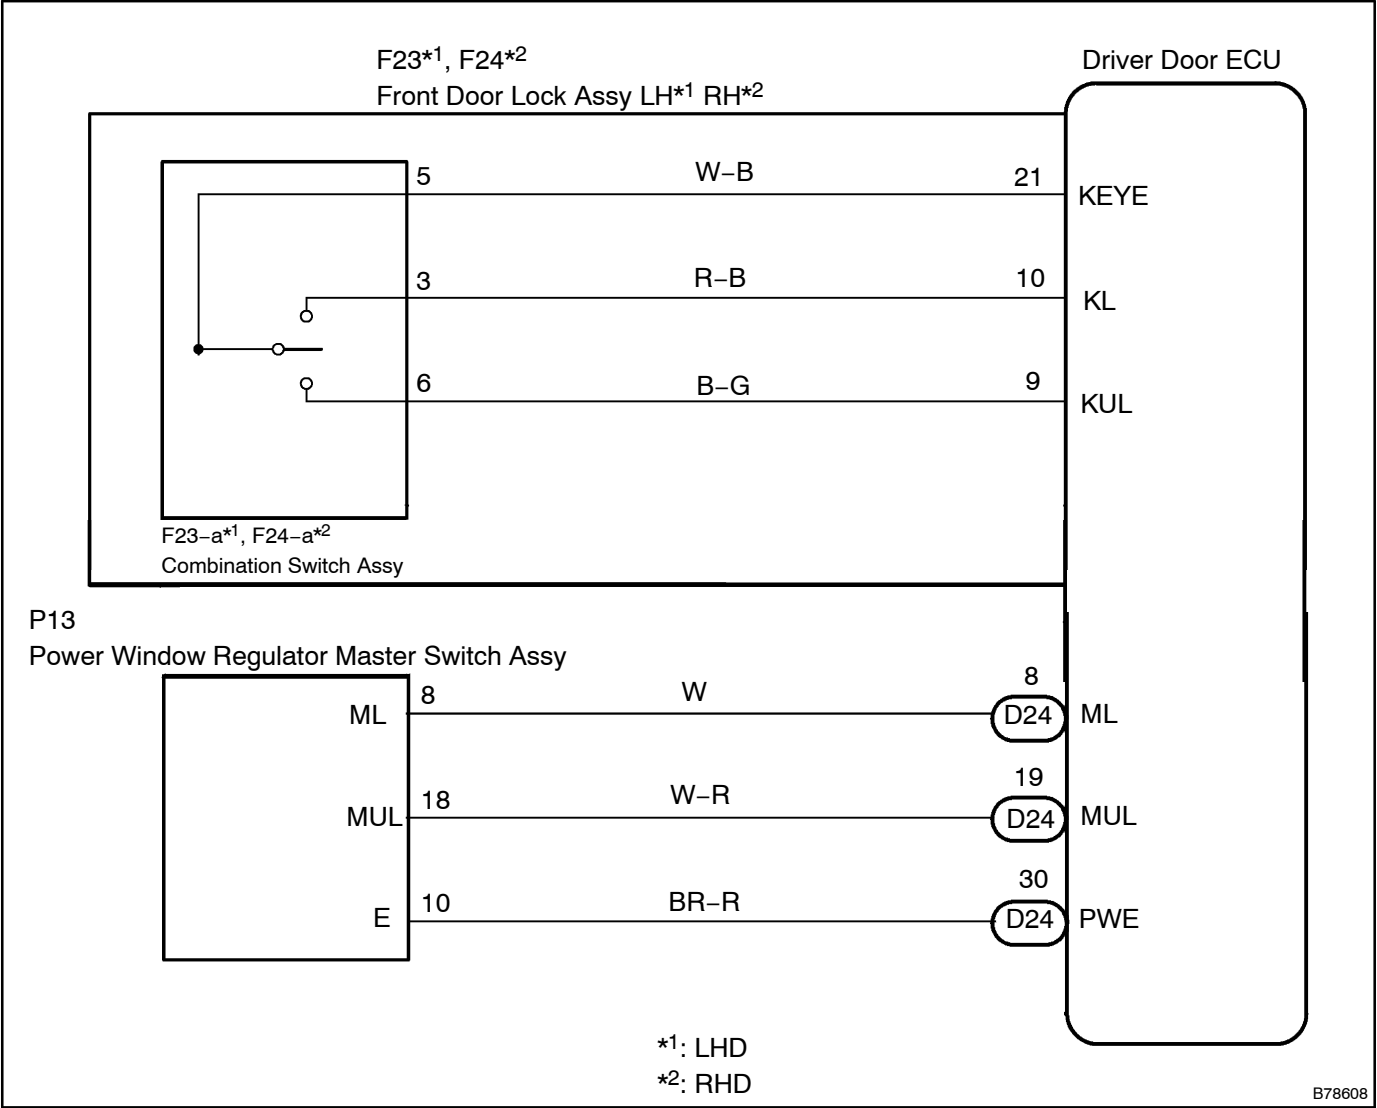 F23*1, F24*2
Driver Door ECU
Front Door Lock Assy LH*1 RH*2
5
W−B
21
KEYE
3
R−B
10
KL
6
B−G
9
KUL
F23−a*1, F24−a*2
Combination Switch Assy
P13
Power Window Regulator Master Switch Assy
ML
8
W
8
D24
ML
MUL
18
W−R
19
D24
MUL
E
10
BR−R
30
D24
PWE
*1: LHD
*2: RHD
B78608